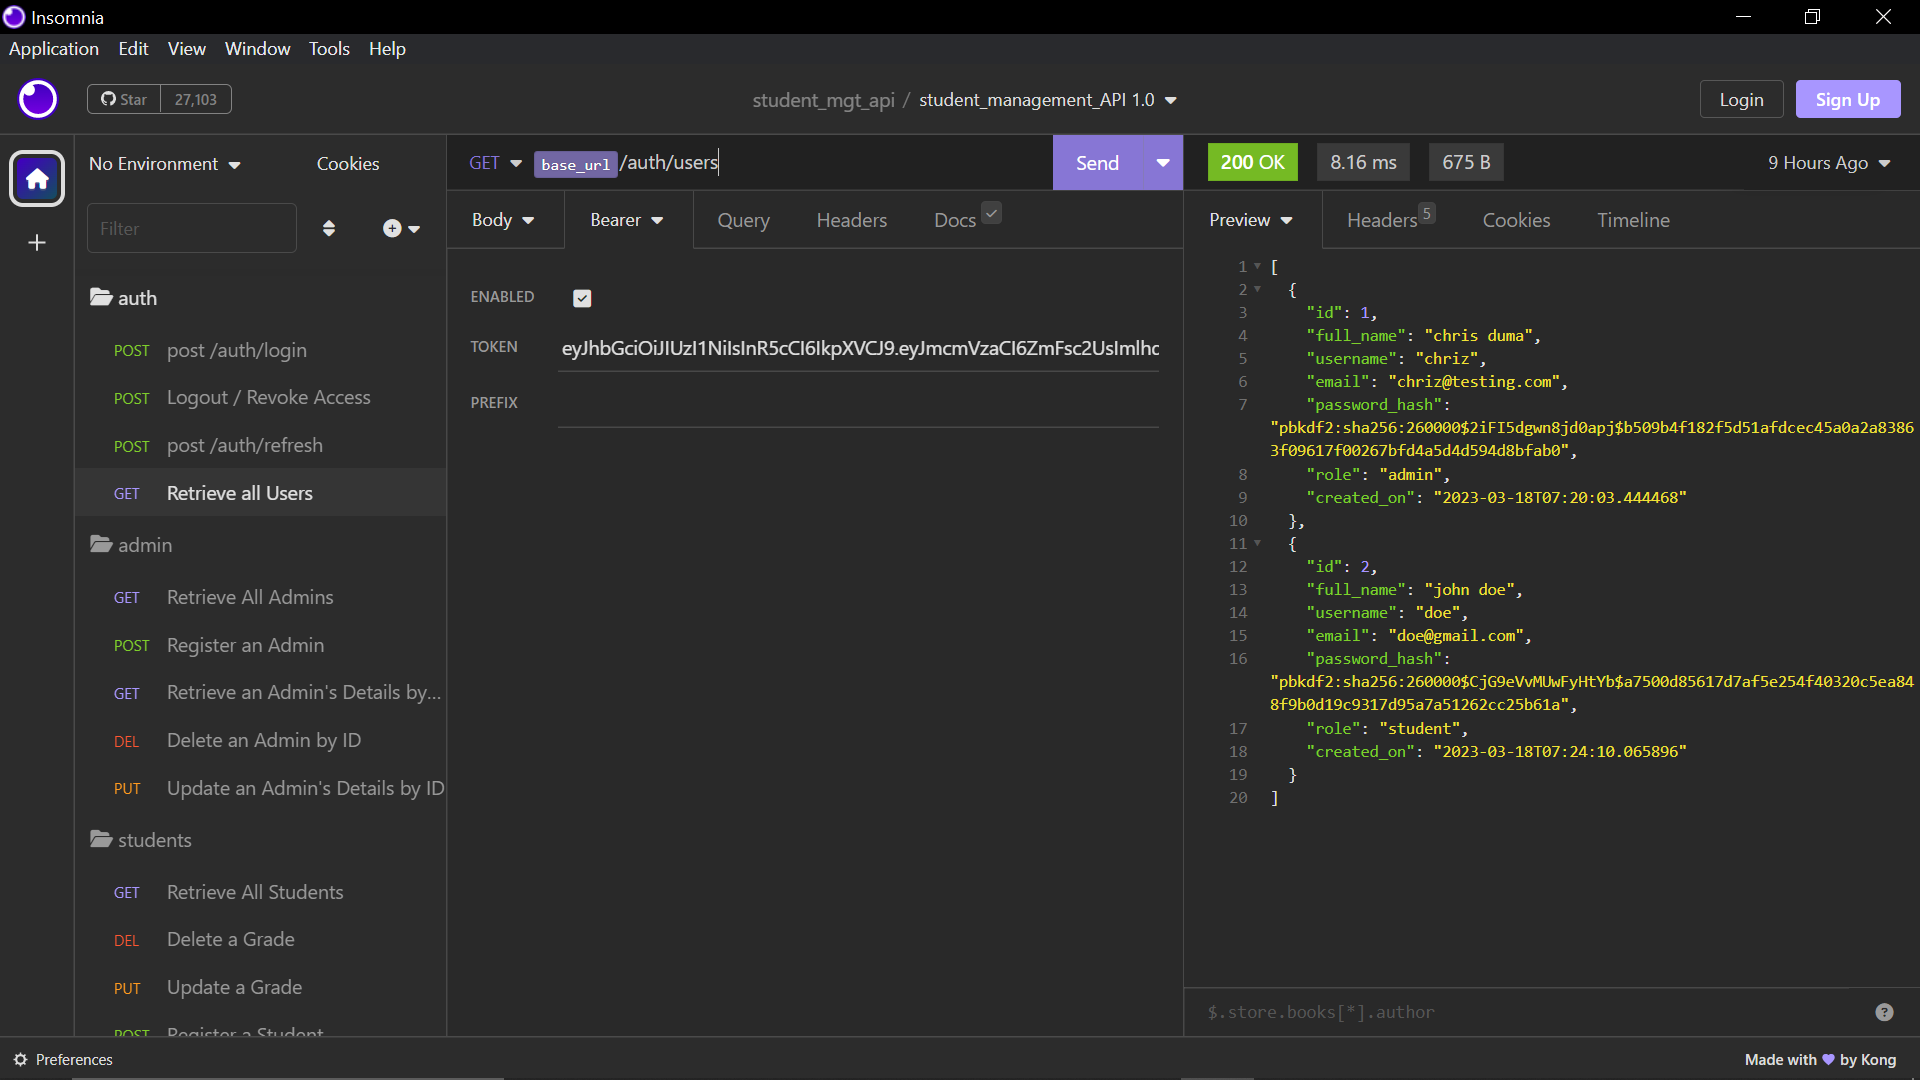 Insomnia
Application Edit View Window Tools Help
Star 27,103
student_mgt_api / student_management_API 1.0
Login Sign Up
No Environment Cookies
Filter
auth
POST post /auth/login
POST Logout / Revoke Access
POST post /auth/refresh
GET Retrieve all Users
admin
GET Retrieve All Admins
POST Register an Admin
GET Retrieve an Admin's Details by...
DEL Delete an Admin by ID
PUT Update an Admin's Details by ID
students
GET Retrieve All Students
DEL Delete a Grade
PUT Update a Grade
POST Register a Student
GET base_url/auth/users Send
Body Bearer Query Headers Docs
ENABLED
TOKEN eyJhbGciOiJIUzI1NiIsInR5cCI6IkpXVCJ9.eyJmcmVzaCI6ZmFsc2UsImlhd
PREFIX
200 OK 8.16 ms 675 B 9 Hours Ago
Preview Headers 5 Cookies Timeline
1 [
2 {
3 "id": 1,
4 "full_name": "chris duma",
5 "username": "chriz",
6 "email": "chriz@testing.com",
7 "password_hash":
"pbkdf2:sha256:260000$2iFI5dgwn8jd0apj$b509b4f182f5d51afdcec45a0a2a8386
3f09617f00267bfd4a5d4d594d8bfab0",
8 "role": "admin",
9 "created_on": "2023-03-18T07:20:03.444468"
10 },
11 {
12 "id": 2,
13 "full_name": "john doe",
14 "username": "doe",
15 "email": "doe@gmail.com",
16 "password_hash":
"pbkdf2:sha256:260000$CjG9eVvMUwFyHtYb$a7500d85617d7af5e254f40320c5ea84
8f9b0d19c9317d95a7a51262cc25b61a",
17 "role": "student",
18 "created_on": "2023-03-18T07:24:10.065896"
19 }
20 ]
$.store.books[*].author
Preferences
Made with 💜 by Kong